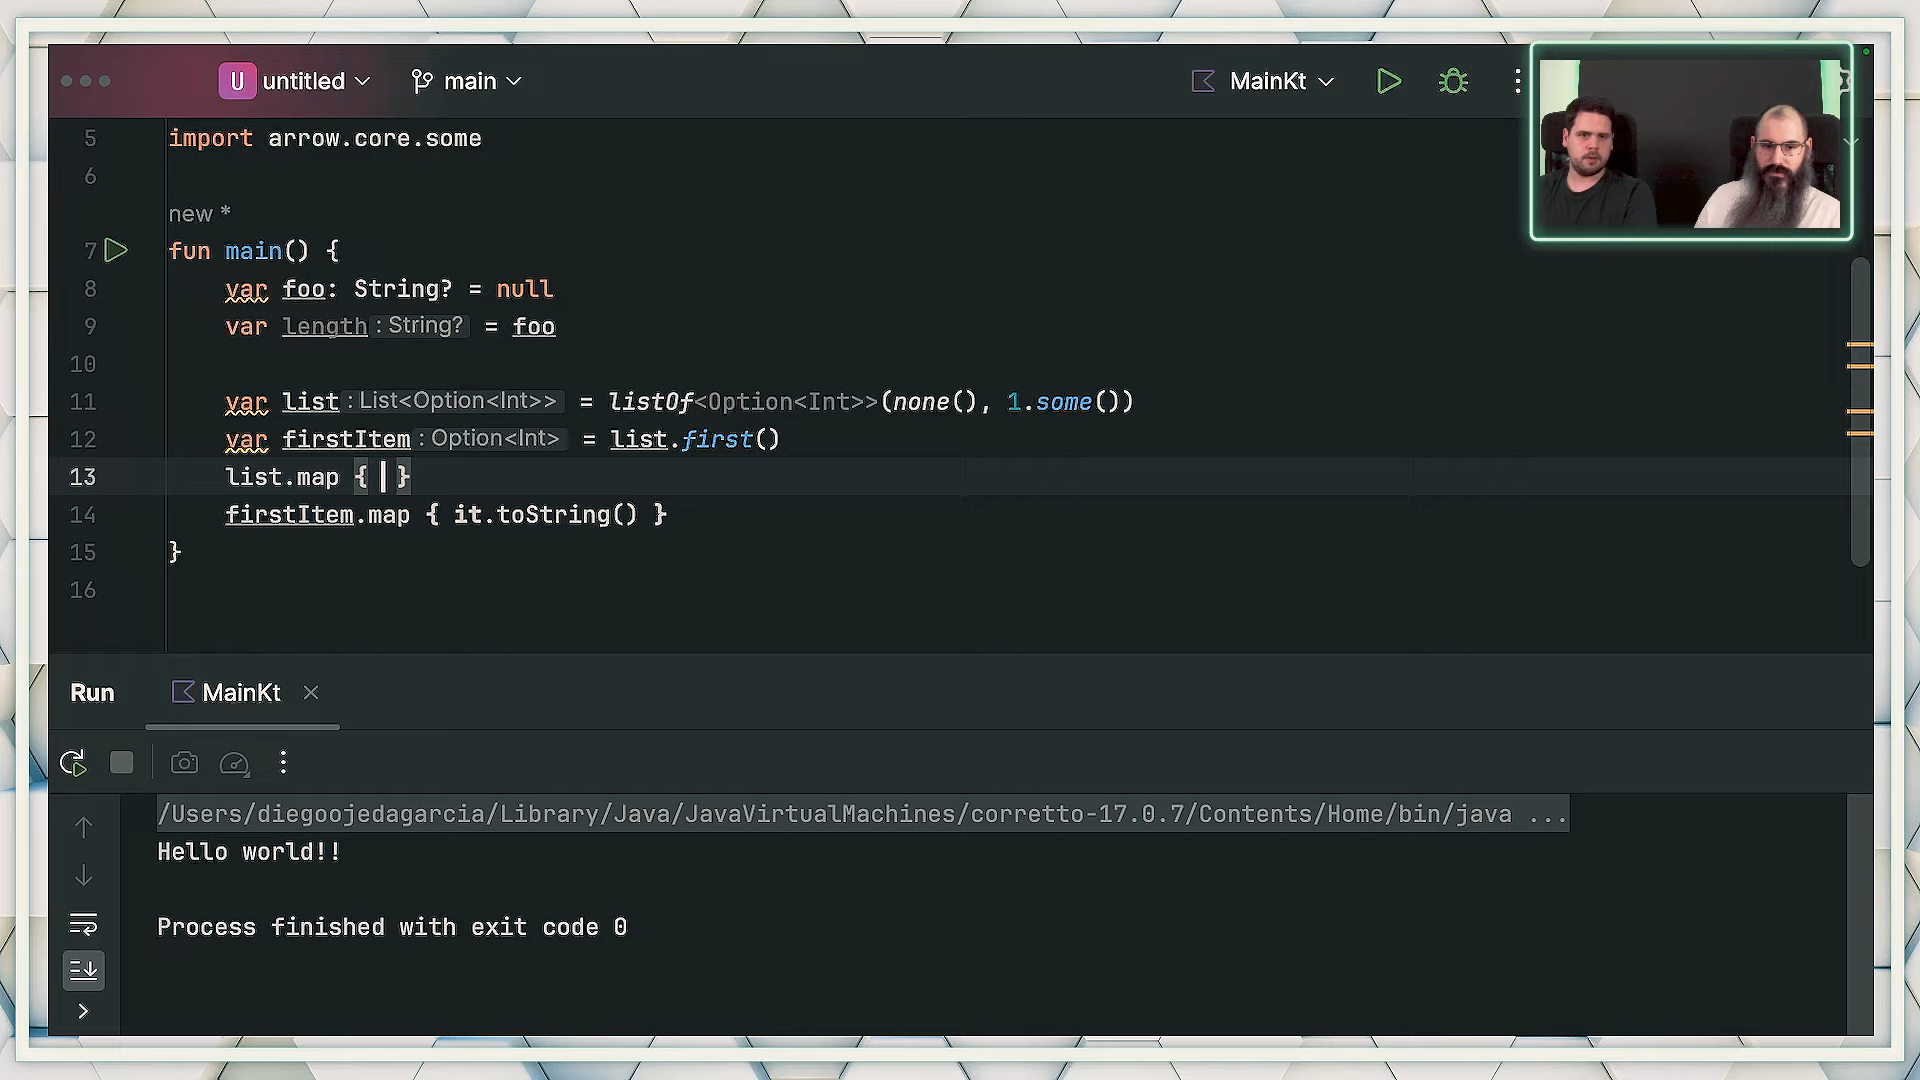 U untitled
main
MainKt
5 import arrow.core.some
6
new *
7 fun main() {
8 var foo: String? = null
9 var length : String? = foo
10
11 var list : List<Option<Int>> = listOf<Option<Int>>(none(), 1.some())
12 var firstItem : Option<Int> = list.first()
13 list.map { }
14 firstItem.map { it.toString() }
15 }
16
Run MainKt
/Users/diegoojedagarcia/Library/Java/JavaVirtualMachines/corretto-17.0.7/Contents/Home/bin/java ...
Hello world!!
Process finished with exit code 0